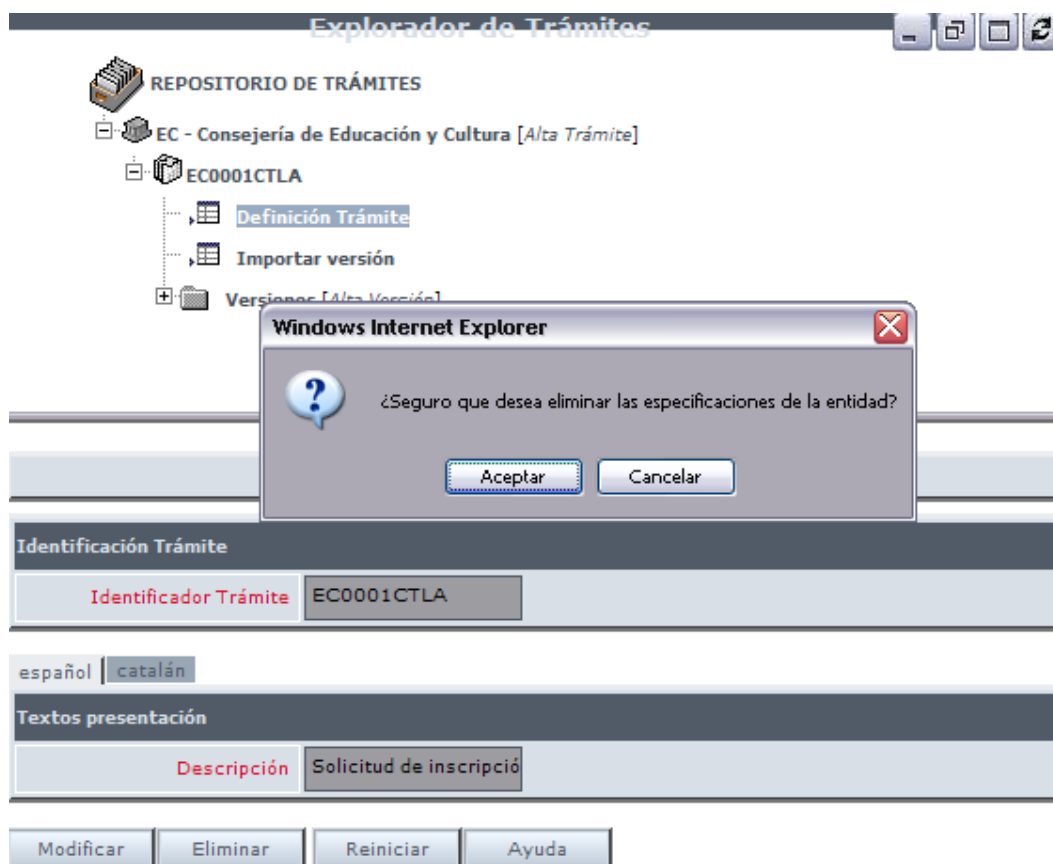 Explorador de Trámites
REPOSITORIO DE TRÁMITES
EC - Consejería de Educación y Cultura [Alta Trámite]
EC0001CTLA
Definición Trámite
Importar versión
Versiones [Alta Versión]
Windows Internet Explorer
¿Seguro que desea eliminar las especificaciones de la entidad?
Aceptar Cancelar
Identificación Trámite
Identificador Trámite EC0001CTLA
español catalán
Textos presentación
Descripción Solicitud de inscripció
Modificar Eliminar Reiniciar Ayuda